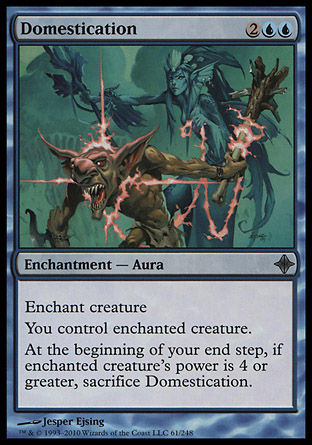 Domestication 2
Enchantment — Aura
Enchant creature
You control enchanted creature.
At the beginning of your end step, if
enchanted creature's power is 4 or
greater, sacrifice Domestication.
Jesper Ejsing
™ & © 1993–2010 Wizards of the Coast LLC 61/248